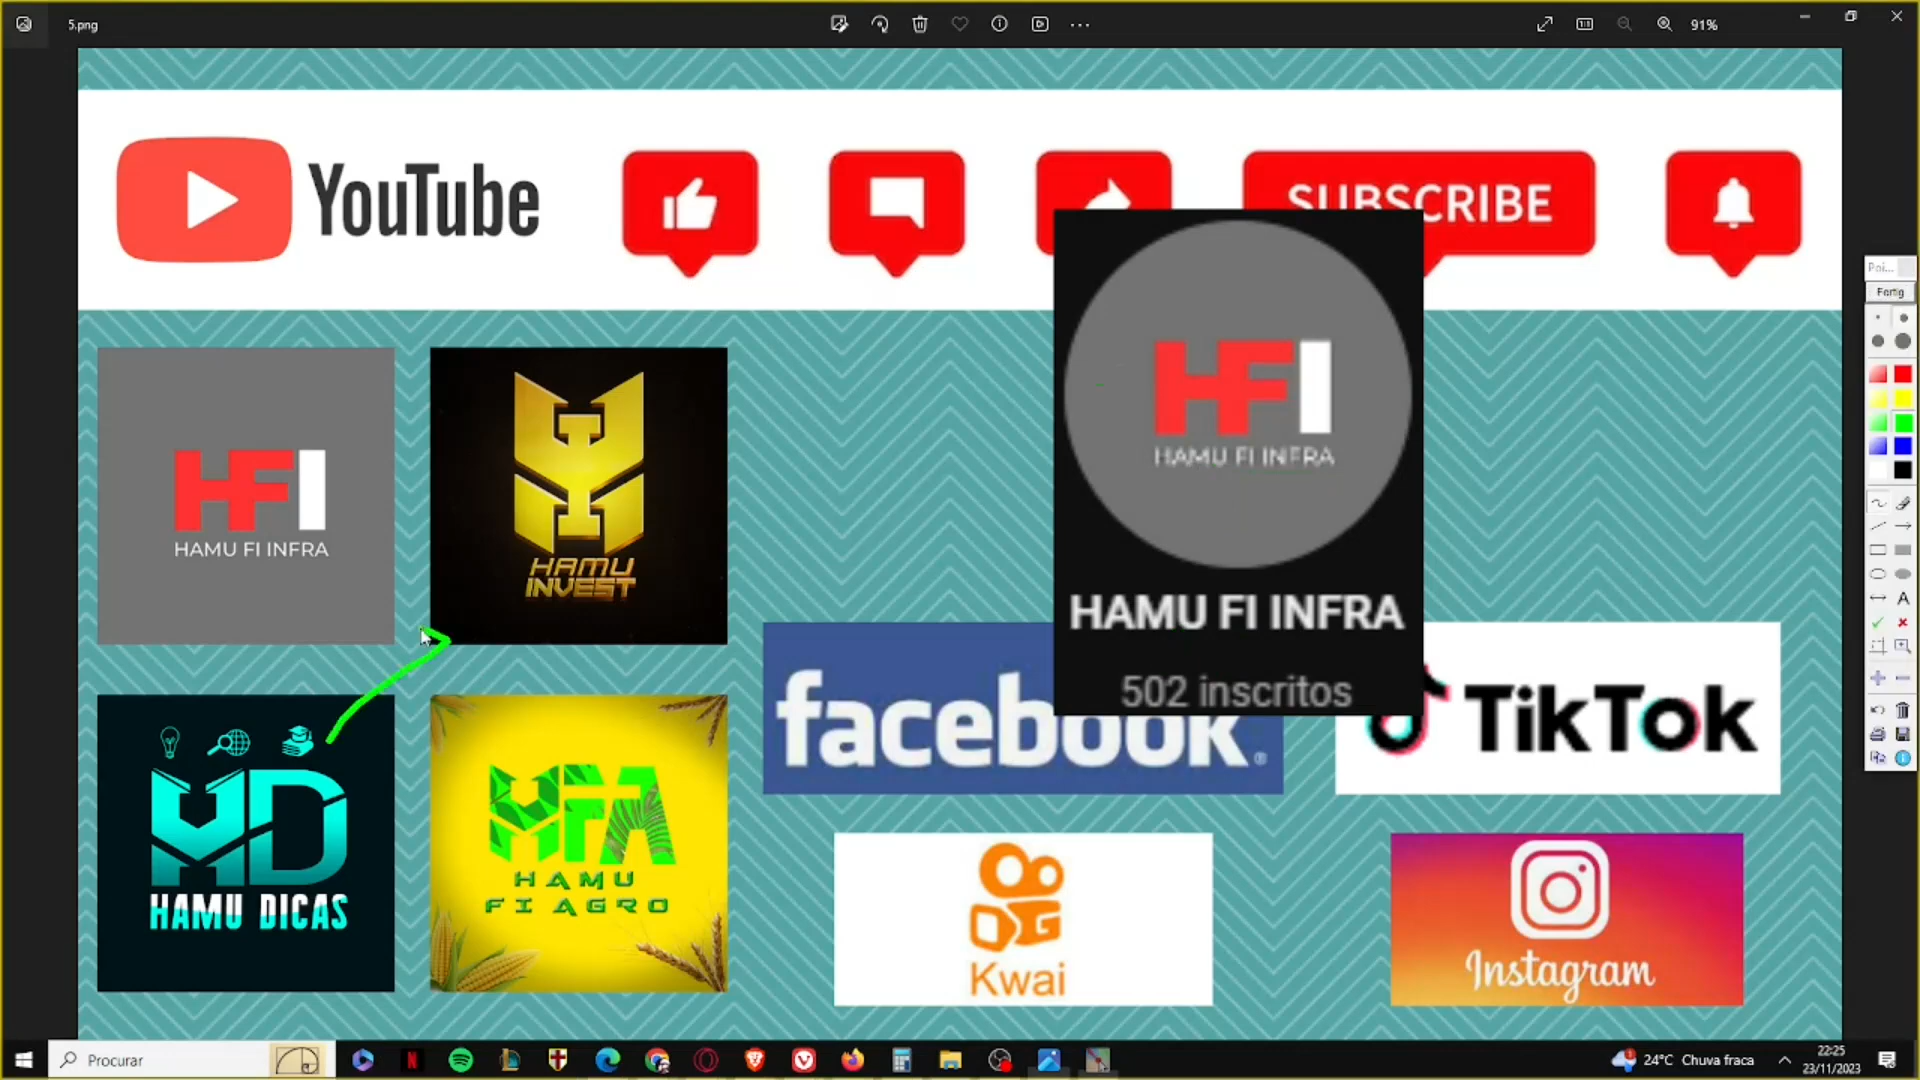 5.png
91%
YouTube
SUBSCRIBE
HFI
HAMU FI INFRA
HAMU
INVEST
HFI
HAMU FI INFRA
HAMU FI INFRA
502 inscritos
Fertig
A
facebook®
TikTok
HD
HAMU DICAS
HFA
HAMU
FI AGRO
Kwai
Instagram
Procurar
24°C Chuva fraca
22:25
23/11/2023